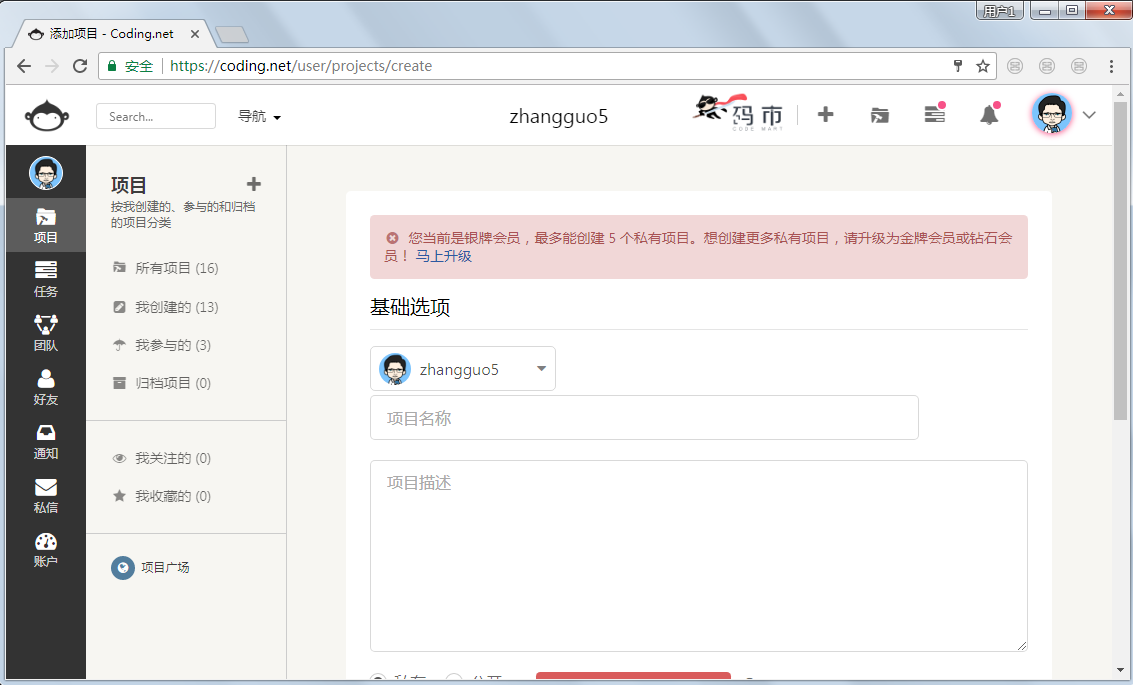 用户1
添加项目 - Coding.net
安全
https://coding.net/user/projects/create
Search...
导航
zhangguo5
码市
CODE MART
项目
任务
团队
好友
通知
私信
账户
项目
按我创建的、参与的和归档
的项目分类
所有项目 (16)
我创建的 (13)
我参与的 (3)
归档项目 (0)
我关注的 (0)
我收藏的 (0)
项目广场
您当前是银牌会员，最多能创建 5 个私有项目。想创建更多私有项目，请升级为金牌会员或钻石会
员！ 马上升级
基础选项
zhangguo5
项目名称
项目描述
私有 公开